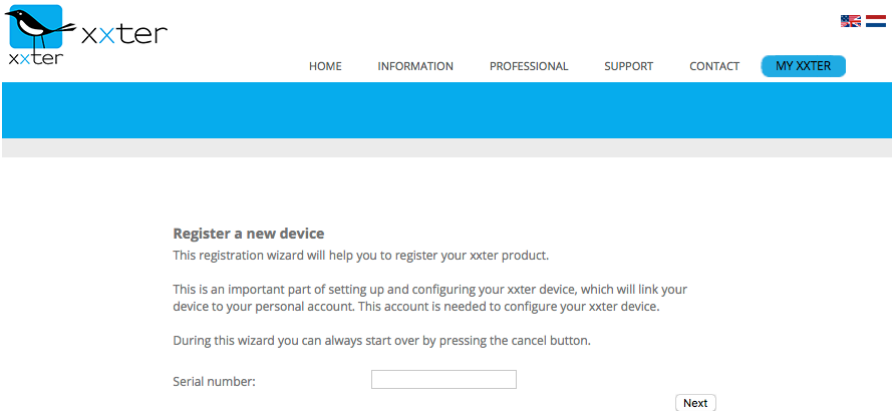 xxter
xxter
HOME INFORMATION PROFESSIONAL SUPPORT CONTACT MY XXTER
Register a new device
This registration wizard will help you to register your xxter product.
This is an important part of setting up and configuring your xxter device, which will link your
device to your personal account. This account is needed to configure your xxter device.
During this wizard you can always start over by pressing the cancel button.
Serial number:
Next